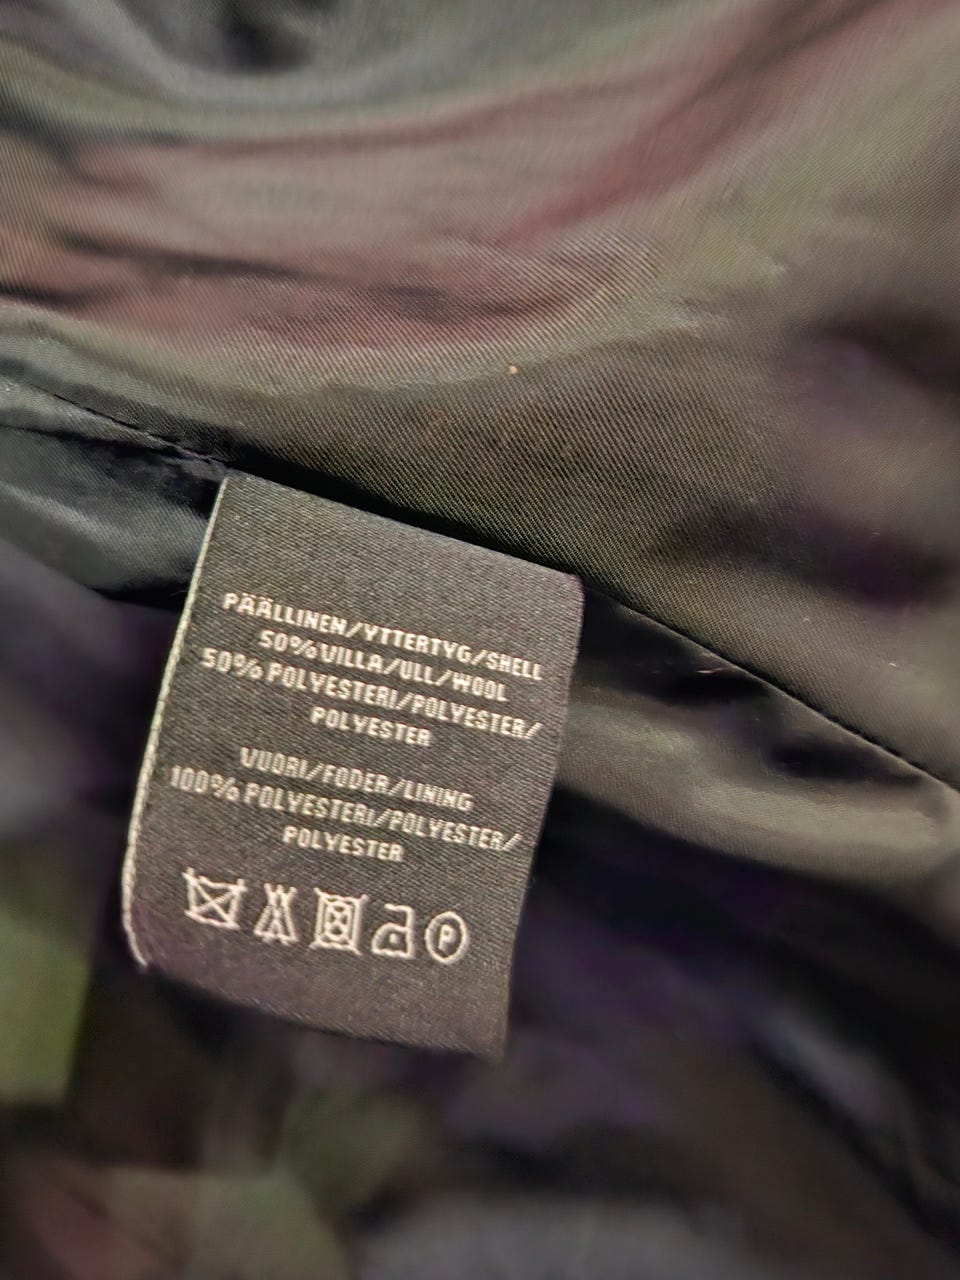 PÄÄLLINEN/YTTERTYG/SHELL
50% VILLA/ULL/WOOL
50% POLYESTERI/POLYESTER/
POLYESTER
VUORI/FODER/LINING
100% POLYESTERI/POLYESTER/
POLYESTER
P